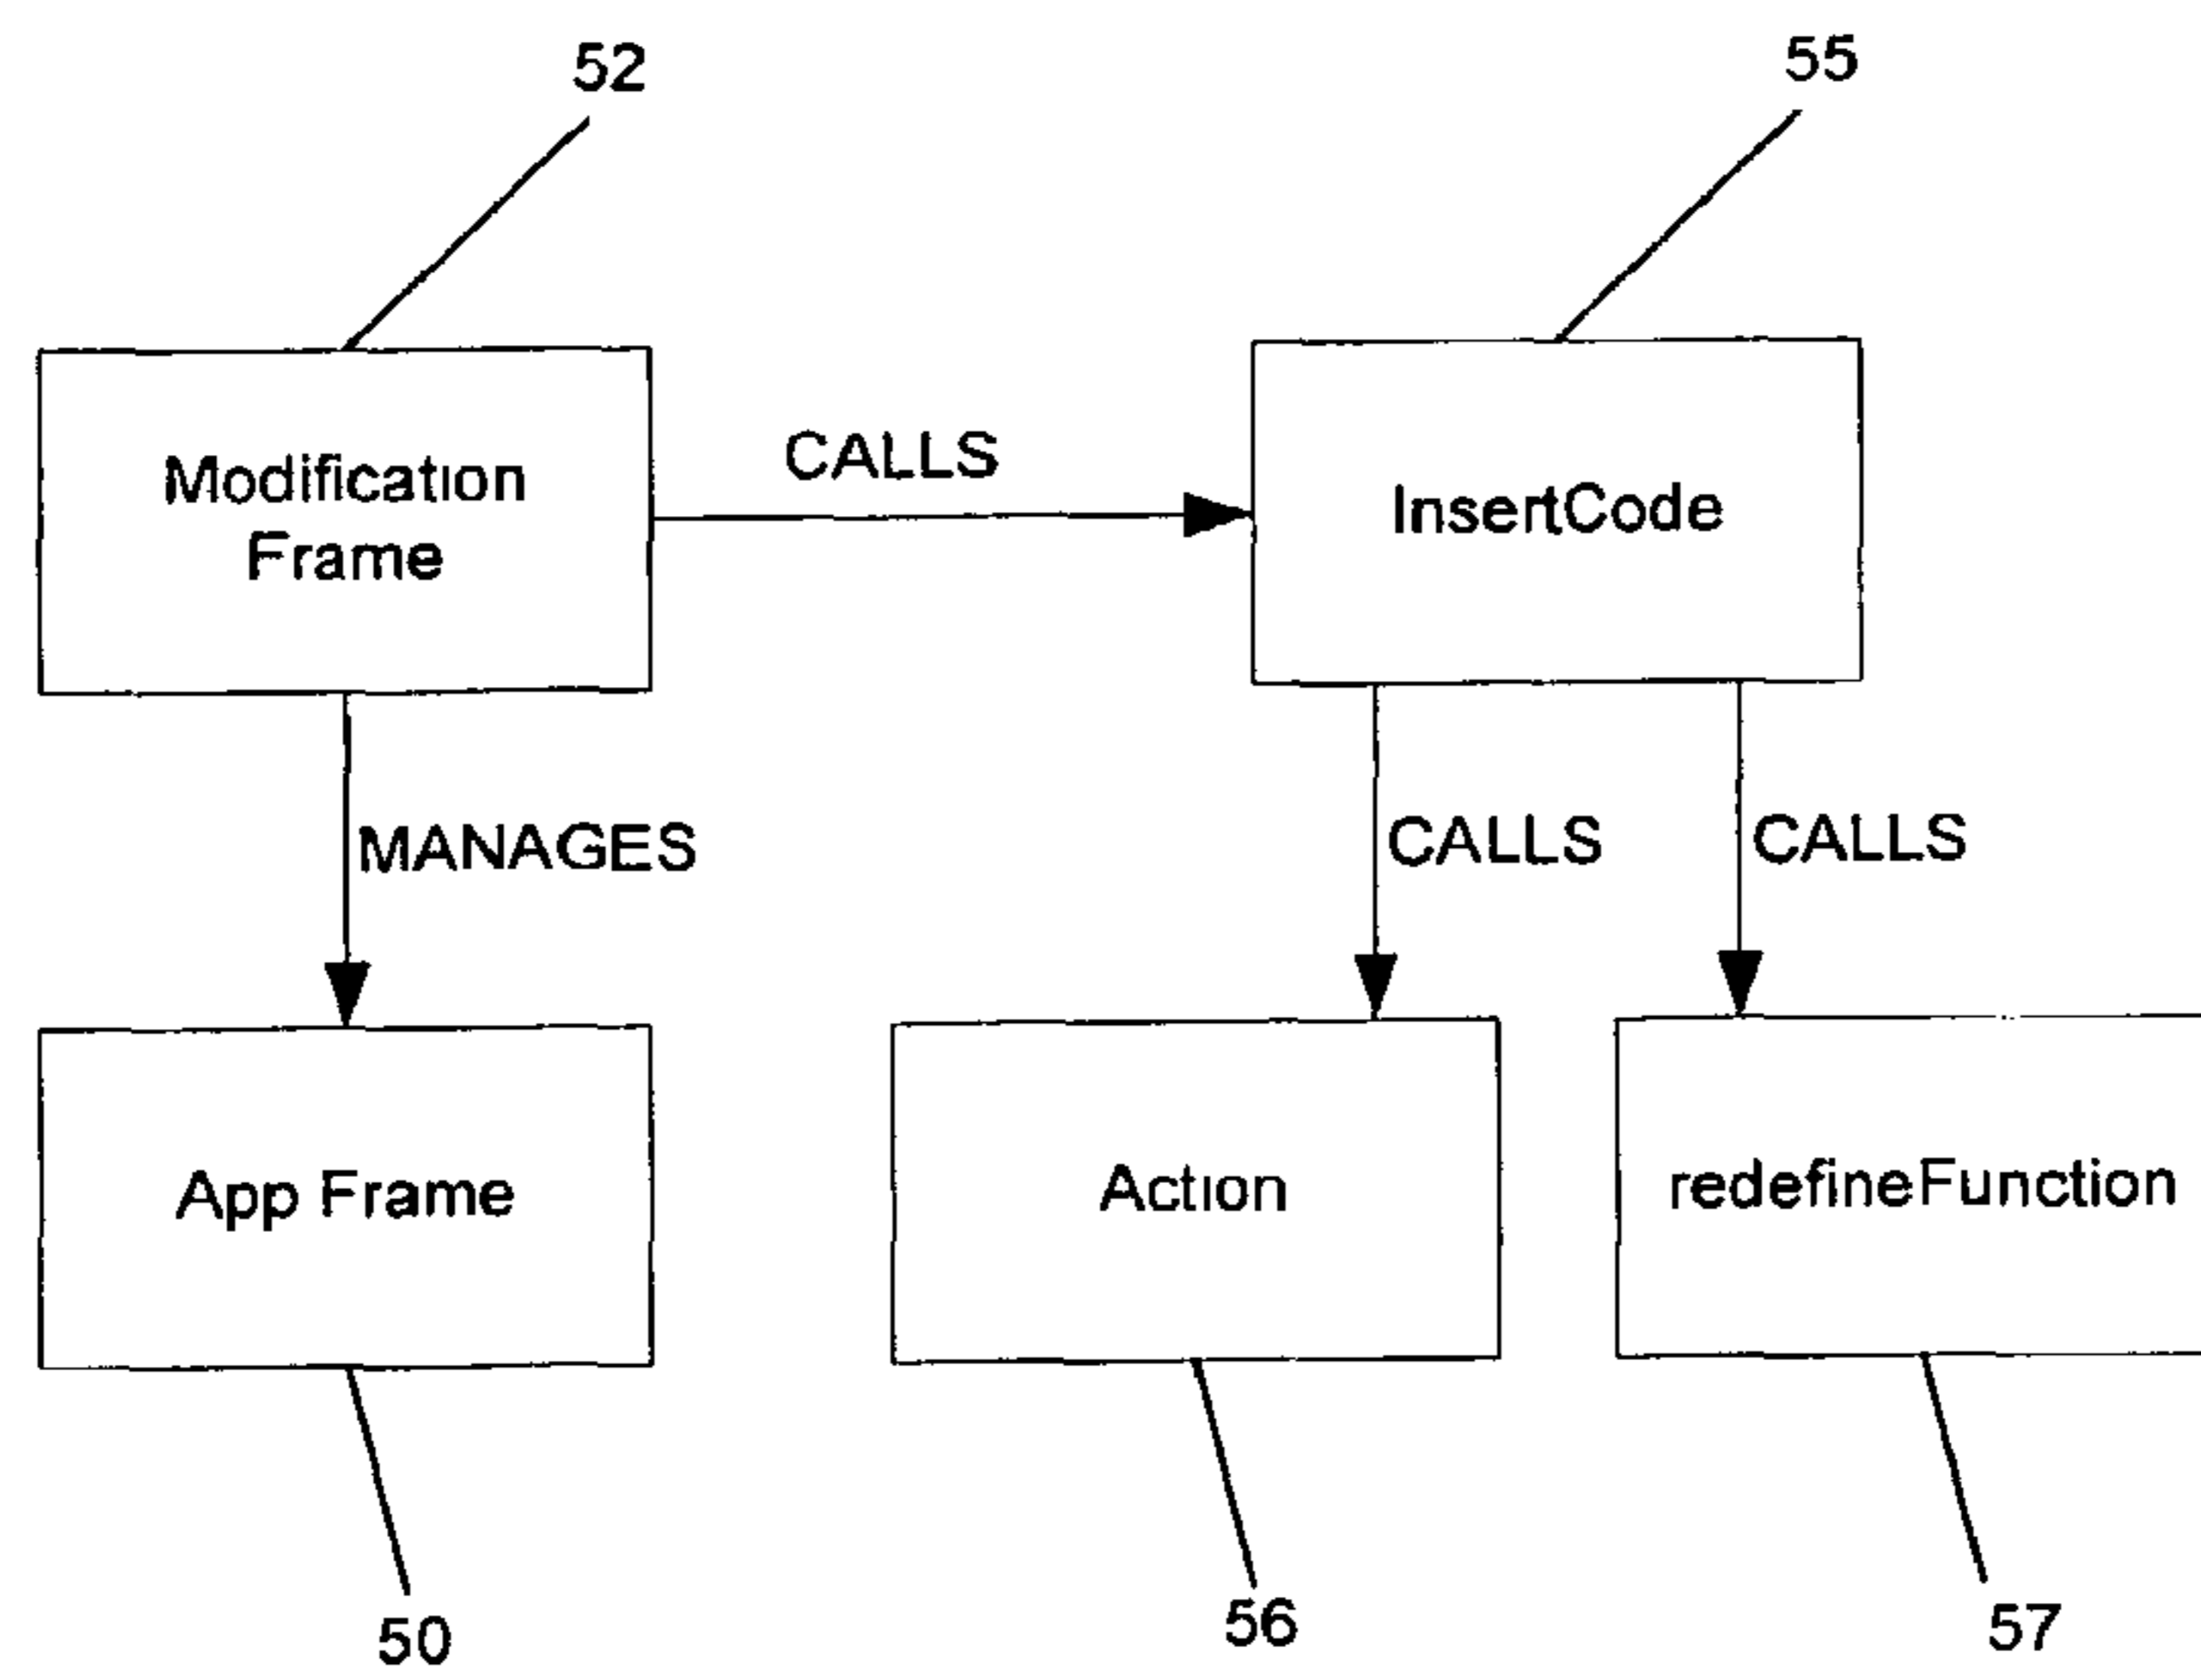 52
55
Modification
Frame
CALLS
InsertCode
MANAGES
CALLS
CALLS
App Frame
Action
redefineFunction
50
56
57